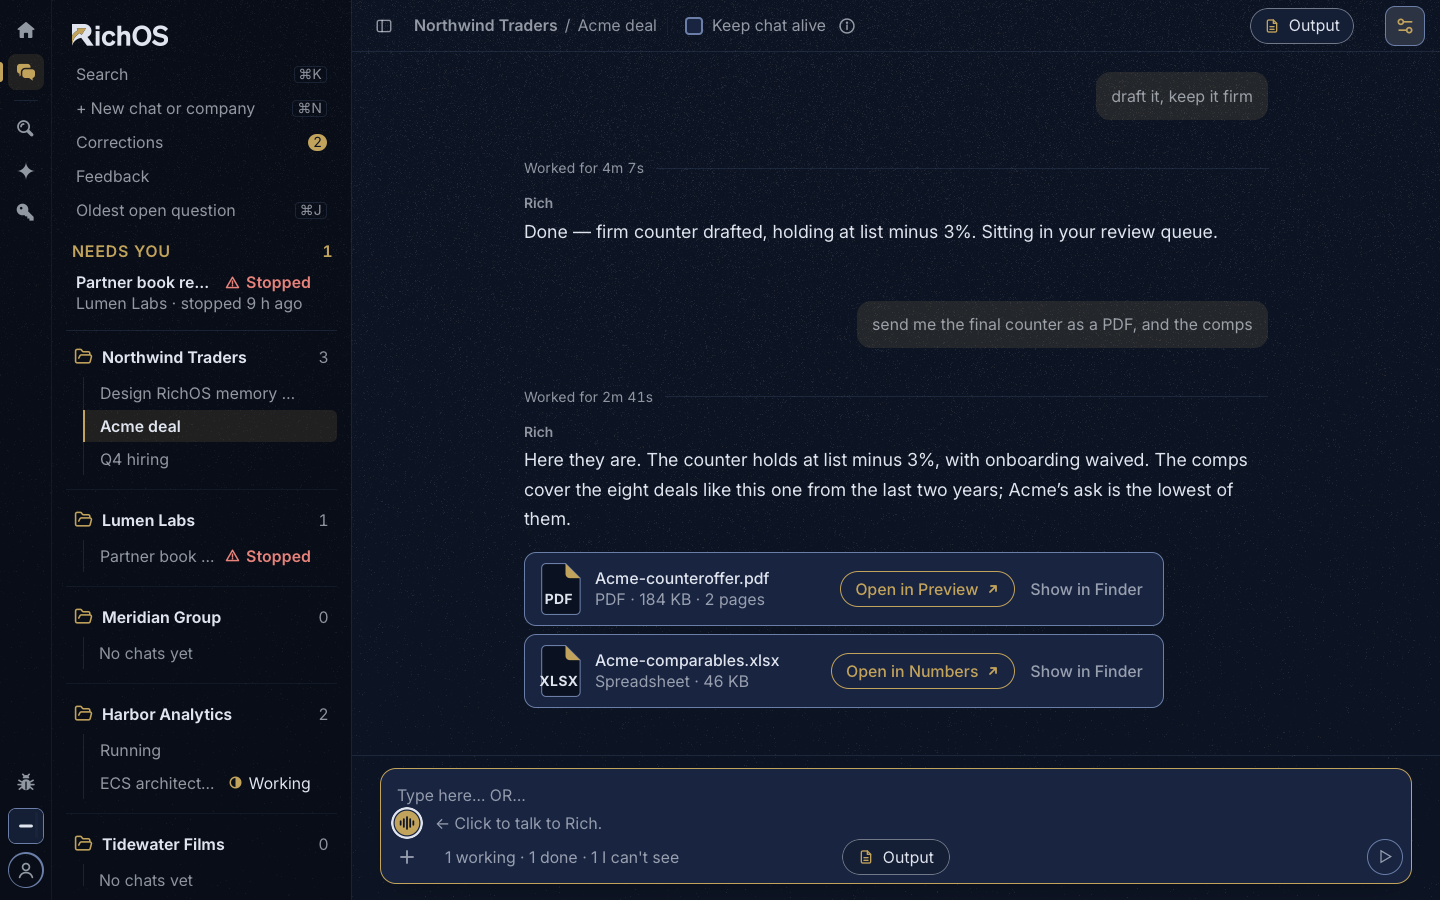 RichOS
Search ⌘K
+ New chat or company ⌘N
Corrections 2
Feedback
Oldest open question ⌘J
NEEDS YOU 1
Partner book re... Stopped
Lumen Labs · stopped 9 h ago
Northwind Traders 3
Design RichOS memory ...
Acme deal
Q4 hiring
Lumen Labs 1
Partner book ... Stopped
Meridian Group 0
No chats yet
Harbor Analytics 2
Running
ECS architect... Working
Tidewater Films 0
No chats yet
Northwind Traders / Acme deal Keep chat alive Output
draft it, keep it firm
Worked for 4m 7s
Rich
Done — firm counter drafted, holding at list minus 3%. Sitting in your review queue.
send me the final counter as a PDF, and the comps
Worked for 2m 41s
Rich
Here they are. The counter holds at list minus 3%, with onboarding waived. The comps
cover the eight deals like this one from the last two years; Acme’s ask is the lowest of
them.
PDF
Acme-counteroffer.pdf
PDF · 184 KB · 2 pages
Open in Preview ↗ Show in Finder
XLSX
Acme-comparables.xlsx
Spreadsheet · 46 KB
Open in Numbers ↗ Show in Finder
Type here... OR...
← Click to talk to Rich.
1 working · 1 done · 1 I can't see Output